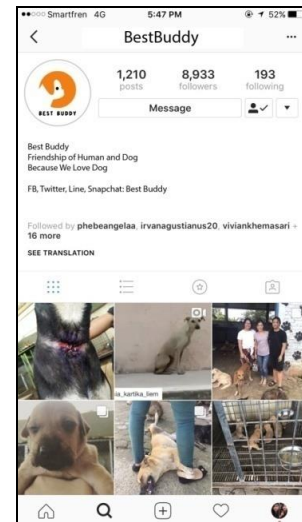 Smartfren 4G 5:47 PM 52%
BestBuddy
BEST BUDDY
1,210 8,933 193
posts followers following
Message
Best Buddy
Friendship of Human and Dog
Because We Love Dog
FB, Twitter, Line, Snapchat: Best Buddy
Followed by phebeangelaa, irvanagustianus20, viviankhemasari +
16 more
SEE TRANSLATION
ia_kartika_liem